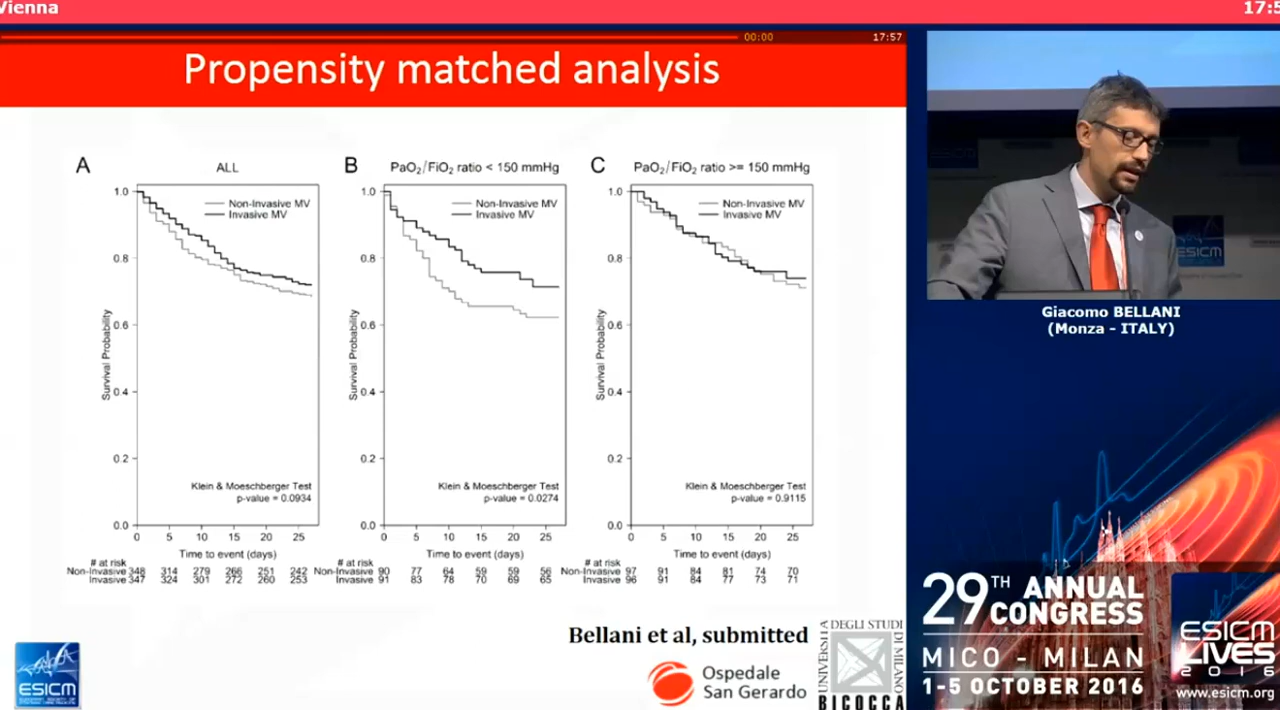 Vienna
17:5
00:00
17:57
Propensity matched analysis
A
ALL
B
PaO2/FiO2 ratio < 150 mmHg
C
PaO2/FiO2 ratio >= 150 mmHg
1.0
0.8
0.6
0.4
0.2
0.0
Survival Probability
Non-Invasive MV
Invasive MV
Klein & Moeschberger Test
p-value = 0.0934
0 5 10 15 20 25
Time to event (days)
# at risk
Non-Invasive 348 314 279 266 251 242
Invasive 347 324 301 272 260 253
1.0
0.8
0.6
0.4
0.2
0.0
Survival Probability
Non-Invasive MV
Invasive MV
Klein & Moeschberger Test
p-value = 0.0274
0 5 10 15 20 25
Time to event (days)
# at risk
Non-Invasive 90 77 64 59 59 56
Invasive 91 83 78 70 69 65
1.0
0.8
0.6
0.4
0.2
0.0
Survival Probability
Non-Invasive MV
Invasive MV
Klein & Moeschberger Test
p-value = 0.9115
0 5 10 15 20 25
Time to event (days)
# at risk
Non-Invasive 97 91 84 81 74 70
Invasive 96 91 84 77 73 71
Bellani et al, submitted
ESICM
Ospedale
San Gerardo
UNIVERSITÀ
DEGLI STUDI
DI MILANO
BICOCCA
ESICM
Giacomo BELLANI
(Monza - ITALY)
29TH ANNUAL
CONGRESS
MICO - MILAN
1-5 OCTOBER 2016
ESICM
LIVES
2016
www.esicm.org